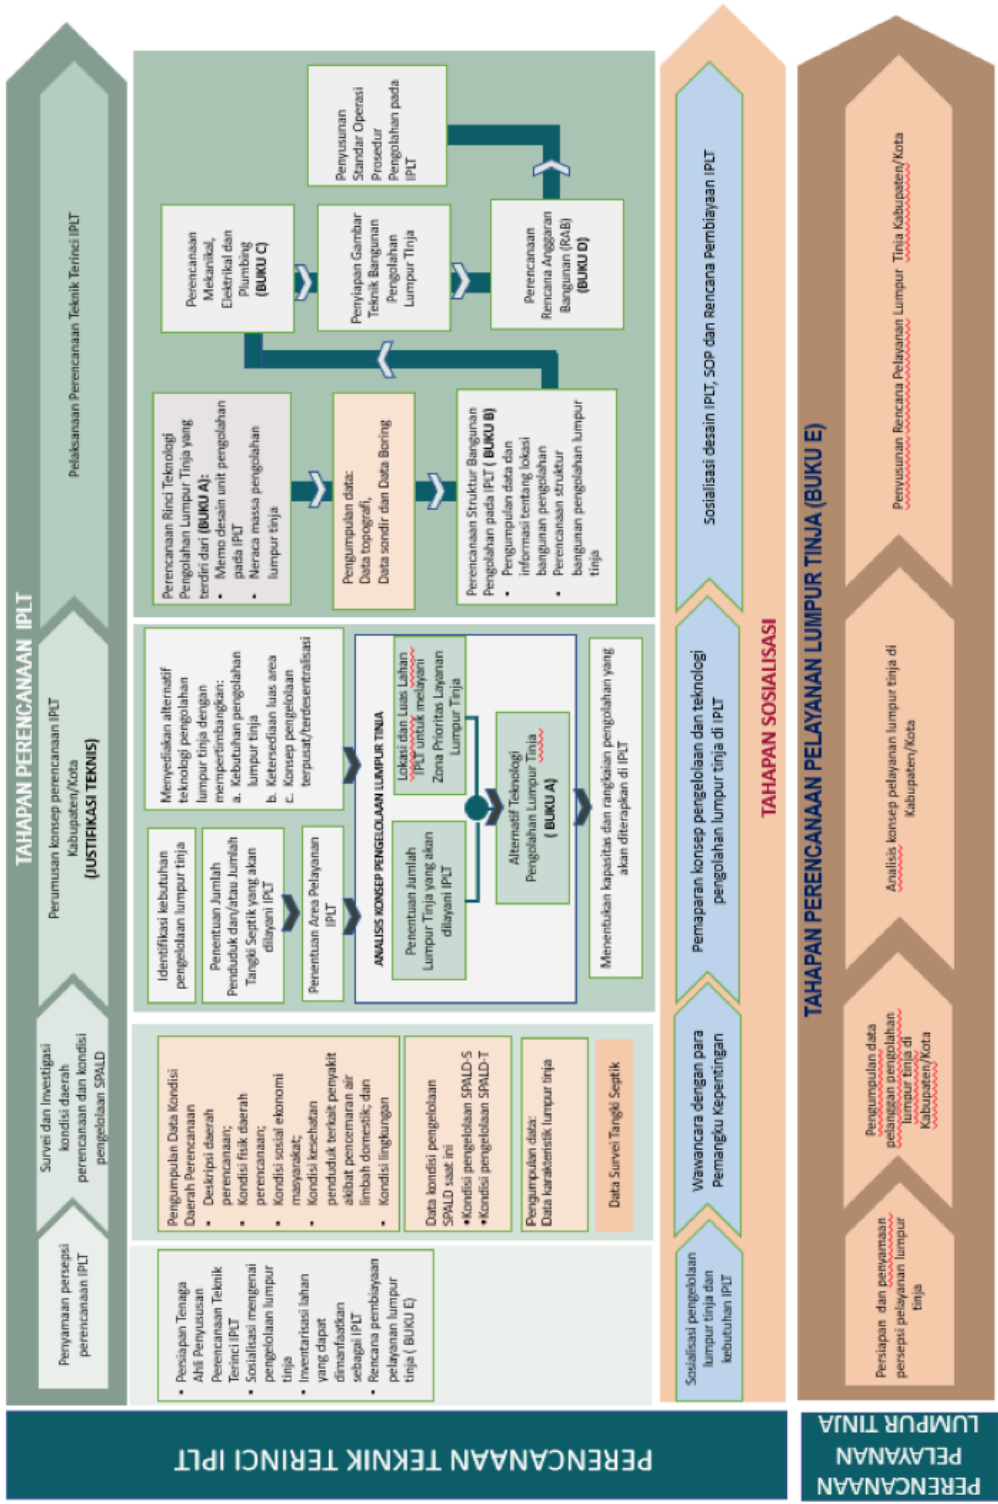 PERENCANAAN TEKNIK TERINCI IPLT
TAHAPAN PERENCANAAN IPLT
Penyamaan persepsi
perencanaan IPLT
Survei dan Investigasi
kondisi daerah
perencanaan dan kondisi
pengelolaan SPALD
Perumusan konsep perencanaan IPLT
Kabupaten/Kota
(JUSTIFIKASI TEKNIS)
Pelaksanaan Perencanaan Teknik Terinci IPLT
• Persiapan Tenaga
Ahli Penyusunan
Perencanaan Teknik
Terinci IPLT
• Sosialisasi mengenai
pengelolaan lumpur
tinja
• Inventarisasi lahan
yang dapat
dimanfaatkan
sebagai IPLT
• Rencana pembiayaan
pelayanan lumpur
tinja ( BUKU E)
Pengumpulan Data Kondisi
Daerah Perencanaan
• Deskripsi daerah
perencanaan;
• Kondisi fisik daerah
perencanaan;
• Kondisi sosial ekonomi
masyarakat;
• Kondisi kesehatan
penduduk terkait penyakit
akibat pencemaran air
limbah domestik; dan
• Kondisi lingkungan
Data kondisi pengelolaan
SPALD saat ini
•Kondisi pengelolaan SPALD-S
•Kondisi pengelolaan SPALD-T
Pengumpulan data:
Data karakteristik lumpur tinja
Data Survei Tangki Septik
Identifikasi kebutuhan
pengelolaan lumpur tinja
Penentuan Jumlah
Penduduk dan/atau Jumlah
Tangki Septik yang akan
dilayani IPLT
Penentuan Area Pelayanan
IPLT
Menyediakan alternatif
teknologi pengolahan
lumpur tinja dengan
mempertimbangkan:
a. Kebutuhan pengolahan
lumpur tinja
b. Ketersediaan luas area
c. Konsep pengelolaan
terpusat/terdesentralisasi
ANALISIS KONSEP PENGELOLAAN LUMPUR TINJA
Penentuan Jumlah
Lumpur Tinja yang akan
dilayani IPLT
Lokasi dan Luas Lahan
IPLT untuk melayani
Zona Prioritas Layanan
Lumpur Tinja
Alternatif Teknologi
Pengolahan Lumpur Tinja
( BUKU A)
Menentukan kapasitas dan rangkaian pengolahan yang
akan diterapkan di IPLT
Perencanaan Rinci Teknologi
Pengolahan Lumpur Tinja yang
terdiri dari (BUKU A):
• Memo desain unit pengolahan
pada IPLT
• Neraca massa pengolahan
lumpur tinja
Pengumpulan data:
Data topografi,
Data sondir dan Data Boring
Perencanaan Struktur Bangunan
Pengolahan pada IPLT ( BUKU B)
• Pengumpulan data dan
informasi tentang lokasi
bangunan pengolahan
• Perencanaan struktur
bangunan pengolahan lumpur
tinja
Perencanaan
Mekanikal,
Elektrikal dan
Plumbing
(BUKU C)
Penyiapan Gambar
Teknik Bangunan
Pengolahan
Lumpur TInja
Perencanaan
Rencana Anggaran
Bangunan (RAB)
(BUKU D)
Penyusunan
Standar Operasi
Prosedur
Pengolahan pada
IPLT
Sosialisasi pengelolaan
lumpur tinja dan
kebutuhan IPLT
Wawancara dengan para
Pemangku Kepentingan
Pemaparan konsep pengelolaan dan teknologi
pengolahan lumpur tinja di IPLT
Sosialisasi desain IPLT, SOP dan Rencana Pembiayaan IPLT
TAHAPAN SOSIALISASI
PERENCANAAN
PELAYANAN
LUMPUR TINJA
TAHAPAN PERENCANAAN PELAYANAN LUMPUR TINJA (BUKU E)
Persiapan dan penyamaan
persepsi pelayanan lumpur
tinja
Pengumpulan data
pelanggan pengolahan
lumpur tinja di
Kabupaten/Kota
Analisis konsep pelayanan lumpur tinja di
Kabupaten/Kota
Penyusunan Rencana Pelayanan Lumpur Tinja Kabupaten/Kota